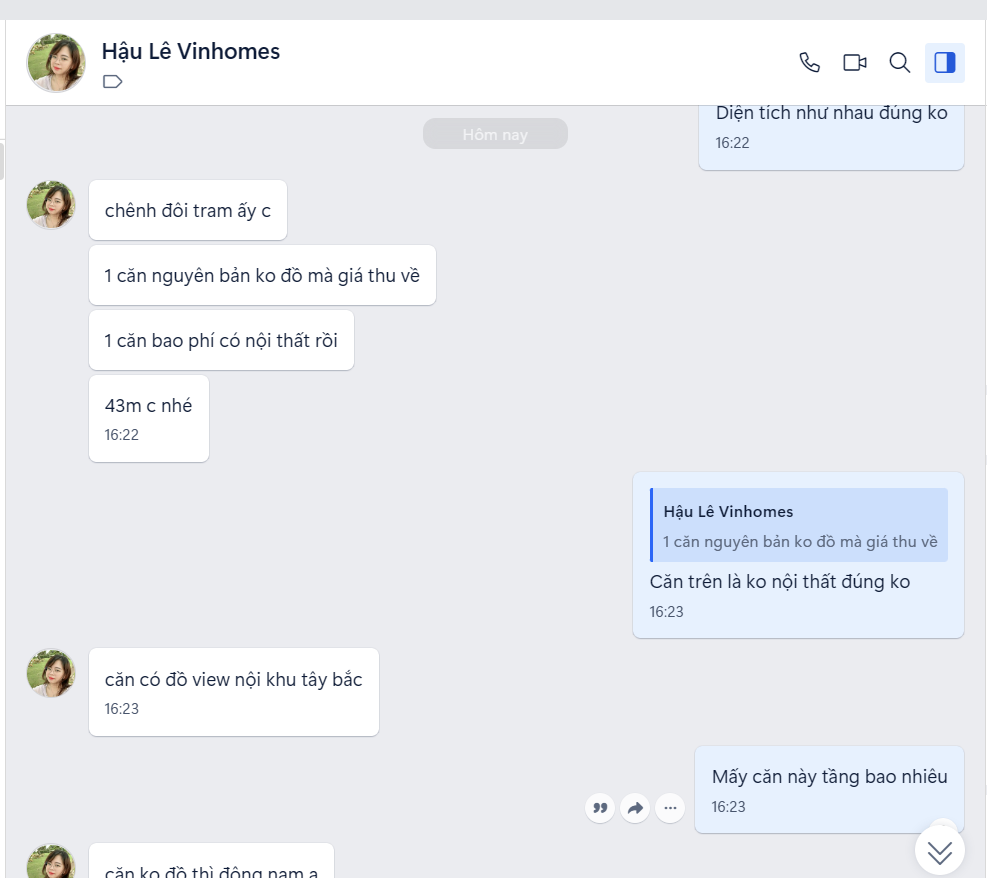 Hậu Lê Vinhomes
Diện tích như nhau đúng ko
16:22
Hôm nay
chênh đôi tram ấy c
1 căn nguyên bản ko đồ mà giá thu về
1 căn bao phí có nội thất rồi
43m c nhé
16:22
Hậu Lê Vinhomes
1 căn nguyên bản ko đồ mà giá thu về
Căn trên là ko nội thất đúng ko
16:23
căn có đồ view nội khu tây bắc
16:23
Mấy căn này tầng bao nhiêu
16:23
căn ko đồ thì đông nam ạ